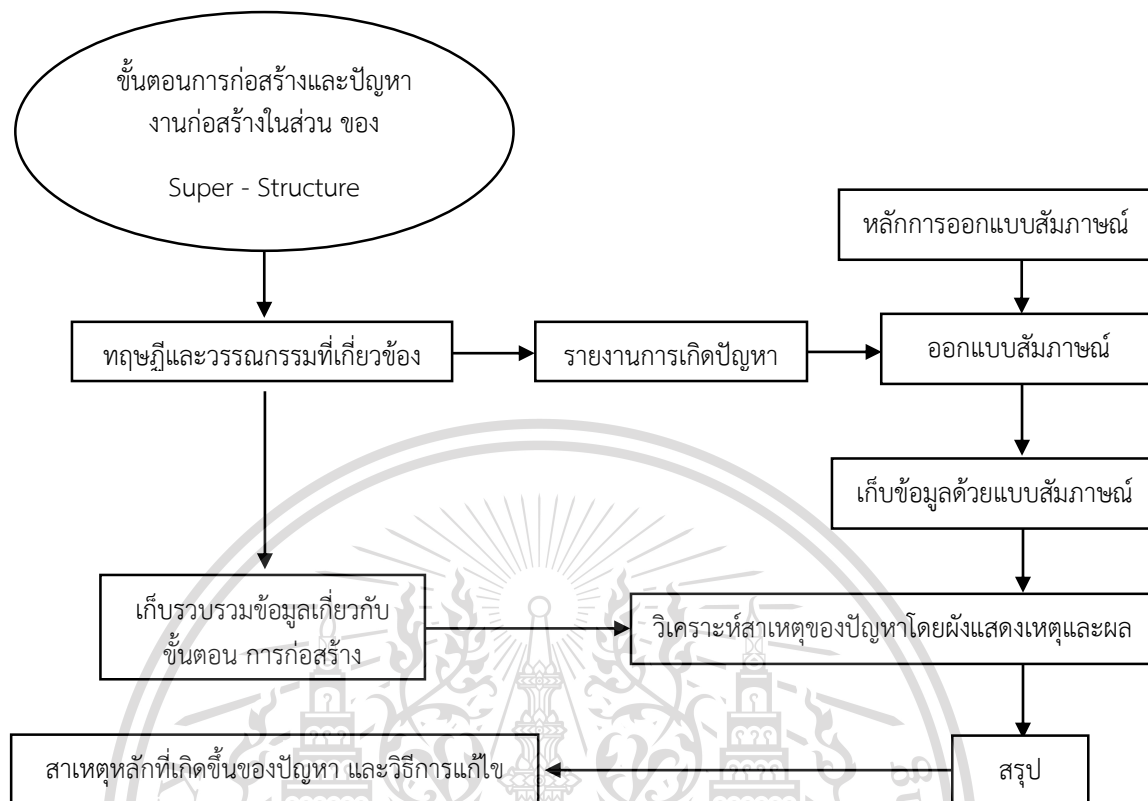 ขั้นตอนการก่อสร้างและปัญหา
งานก่อสร้างในส่วน ของ
Super - Structure
หลักการออกแบบสัมภาษณ์
ทฤษฎีและวรรณกรรมที่เกี่ยวข้อง
รายงานการเกิดปัญหา
ออกแบบสัมภาษณ์
เก็บข้อมูลด้วยแบบสัมภาษณ์
เก็บรวบรวมข้อมูลเกี่ยวกับ
ขั้นตอน การก่อสร้าง
วิเคราะห์สาเหตุของปัญหาโดยผังแสดงเหตุและผล
สาเหตุหลักที่เกิดขึ้นของปัญหา และวิธีการแก้ไข
สรุป